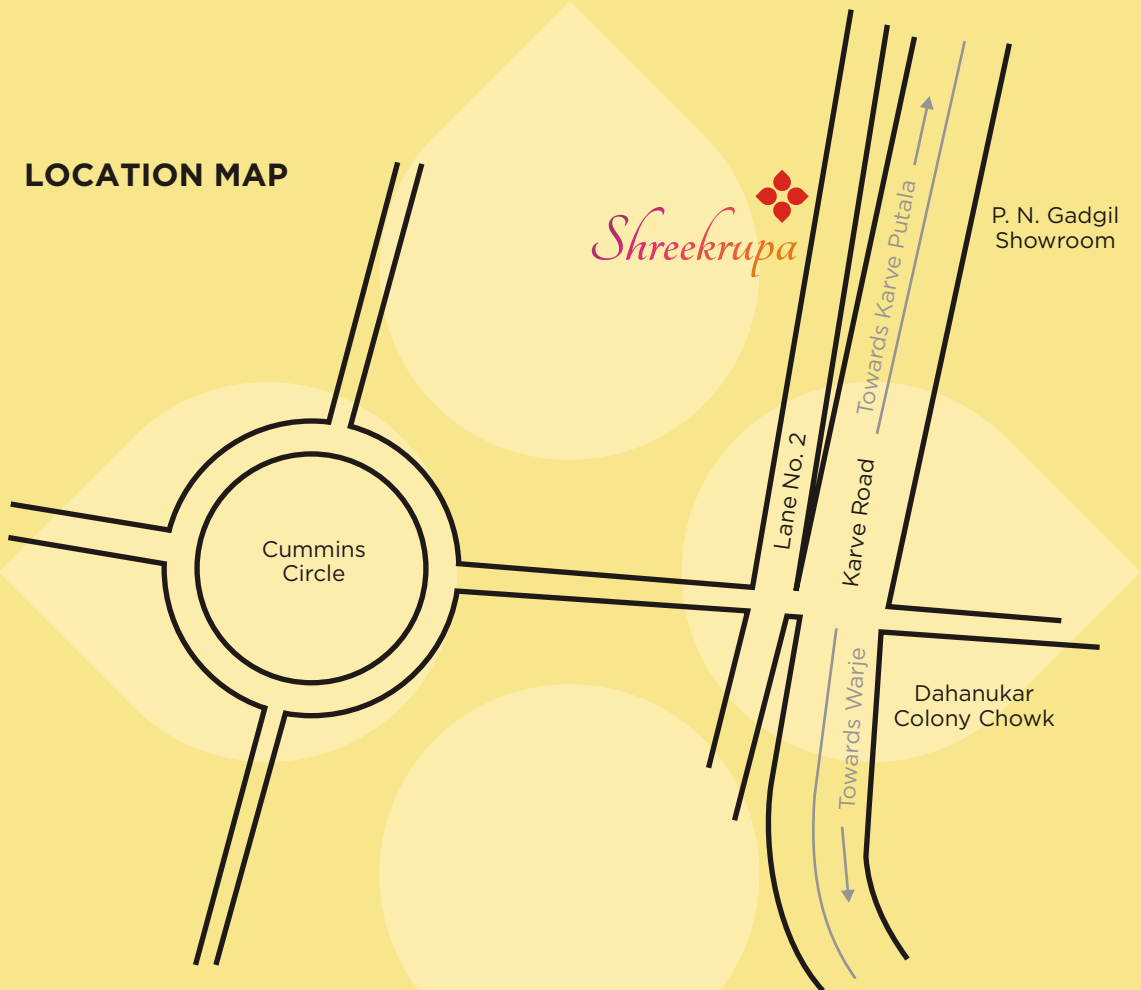 LOCATION MAP
Shreekrupa
P. N. Gadgil
Showroom
Towards Karve Putala
Lane No. 2
Karve Road
Cummins
Circle
Towards Warje
Dahanukar
Colony Chowk